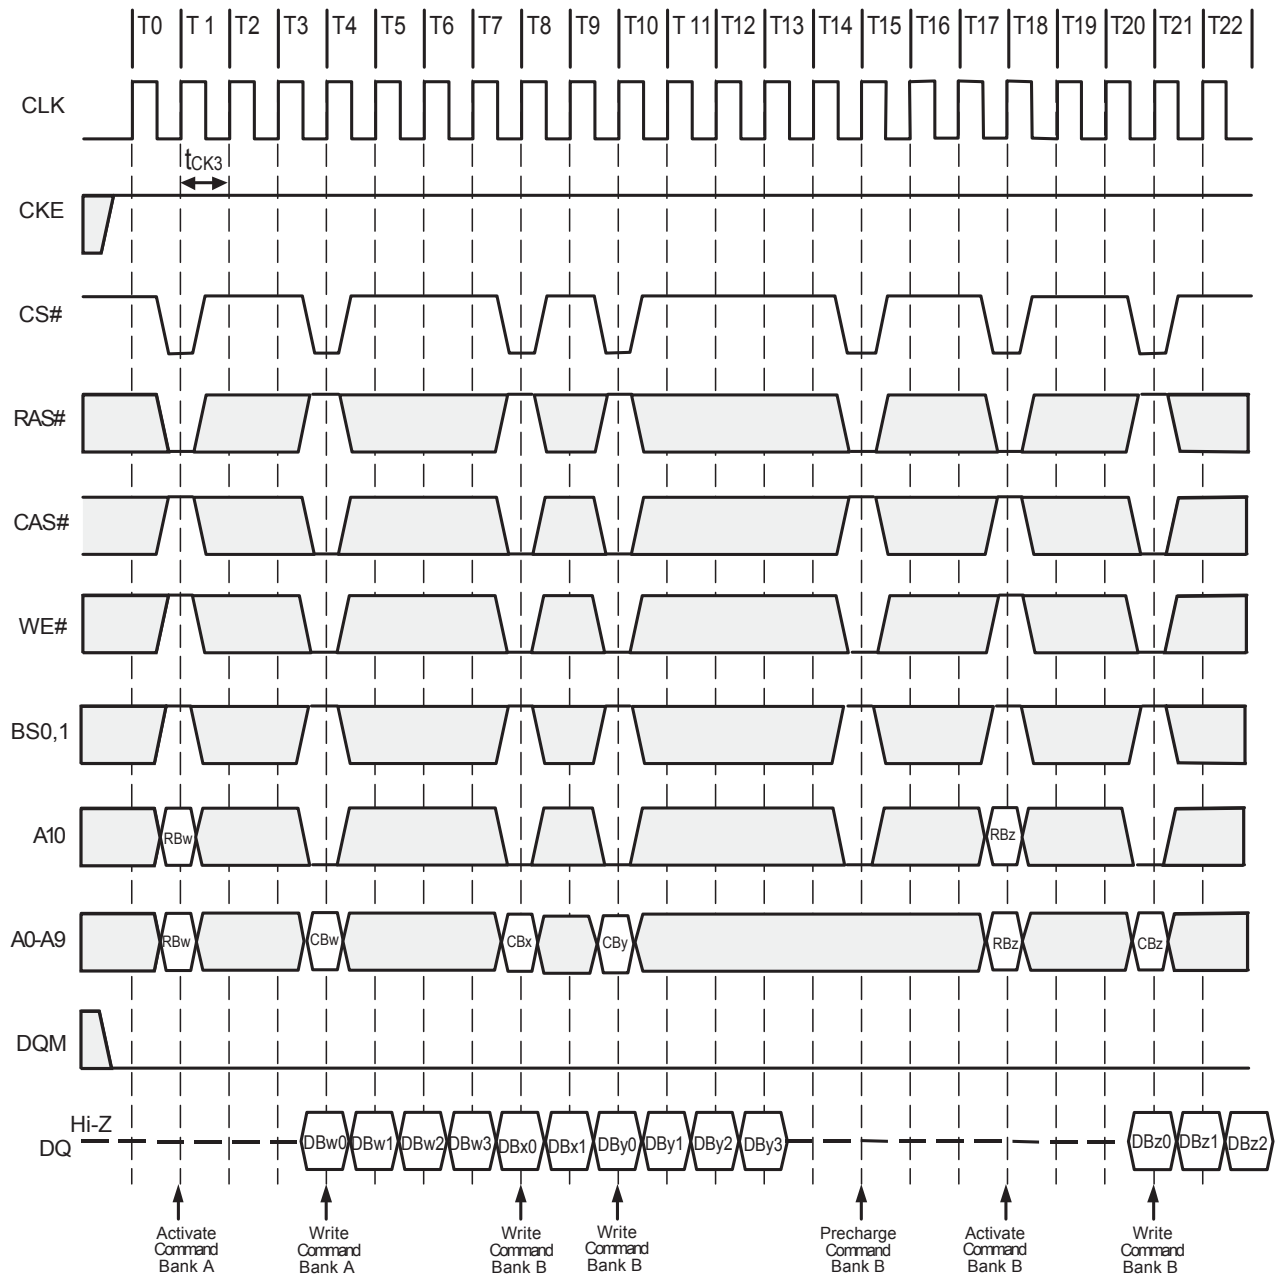 T0 T 1 T2 T3 T4 T5 T6 T7 T8 T9 T10 T 11 T12 T13 T14 T15 T16 T17 T18 T19 T20 T21 T22
CLK
tCK3
CKE
CS#
RAS#
CAS#
WE#
BS0,1
A10 RBw RBz
A0-A9 RBw CBw CBx CBy RBz CBz
DQM
Hi-Z
DQ DBw0 DBw1 DBw2 DBw3 DBx0 DBx1 DBy0 DBy1 DBy2 DBy3 DBz0 DBz1 DBz2
Activate
Command
Bank A
Write
Command
Bank A
Write
Command
Bank B
Write
Command
Bank B
Precharge
Command
Bank B
Activate
Command
Bank B
Write
Command
Bank B